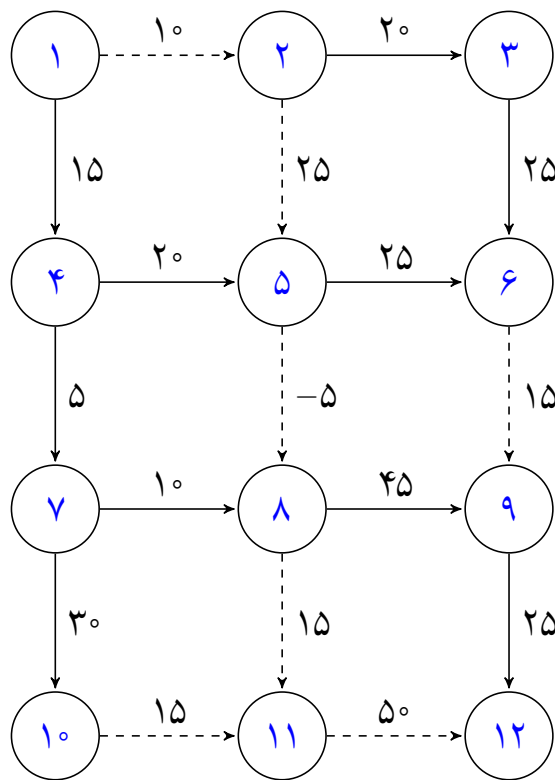 ۱۰ ۲۰
۱ ۲ ۳
۱۵ ۲۵ ۲۵
۲۰ ۲۵
۴ ۵ ۶
۵ −۵ ۱۵
۱۰ ۴۵
۷ ۸ ۹
۳۰ ۱۵ ۲۵
۱۵ ۵۰
۱۰ ۱۱ ۱۲